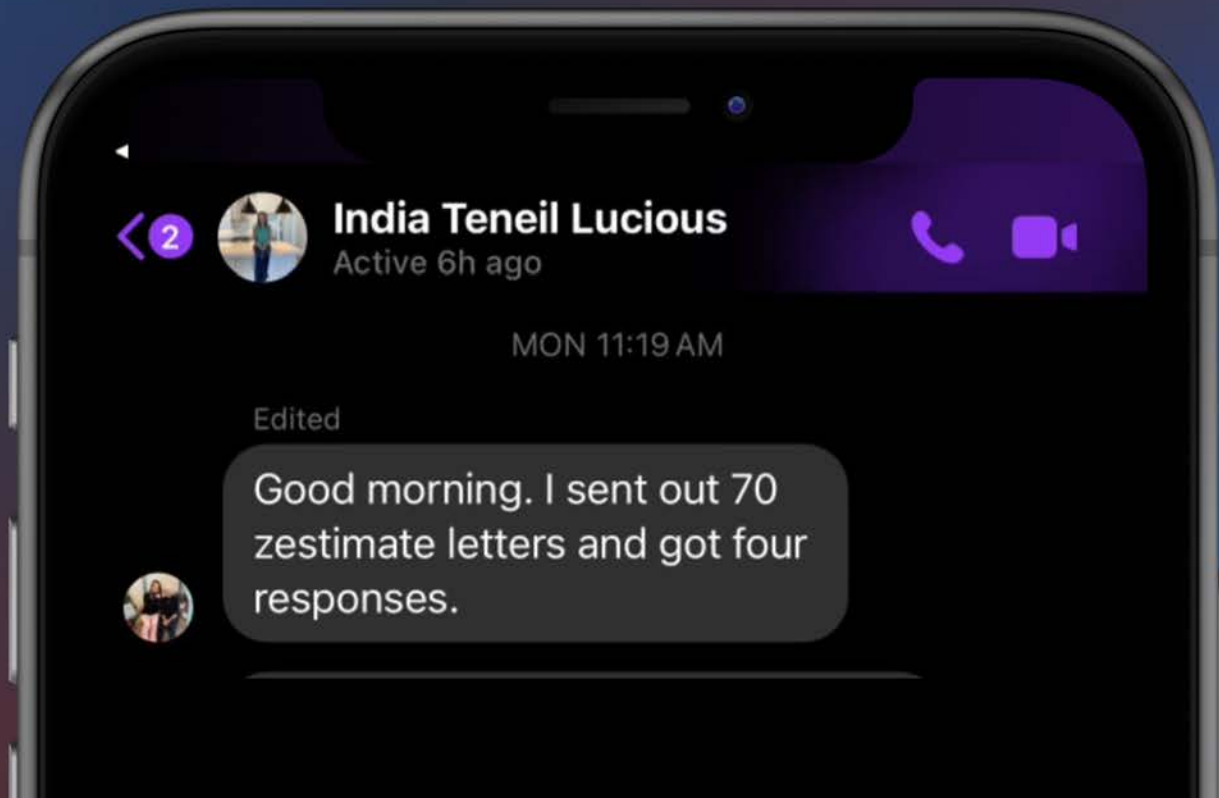 2
India Teneil Lucious
Active 6h ago
MON 11:19 AM
Edited
Good morning. I sent out 70
zestimate letters and got four
responses.